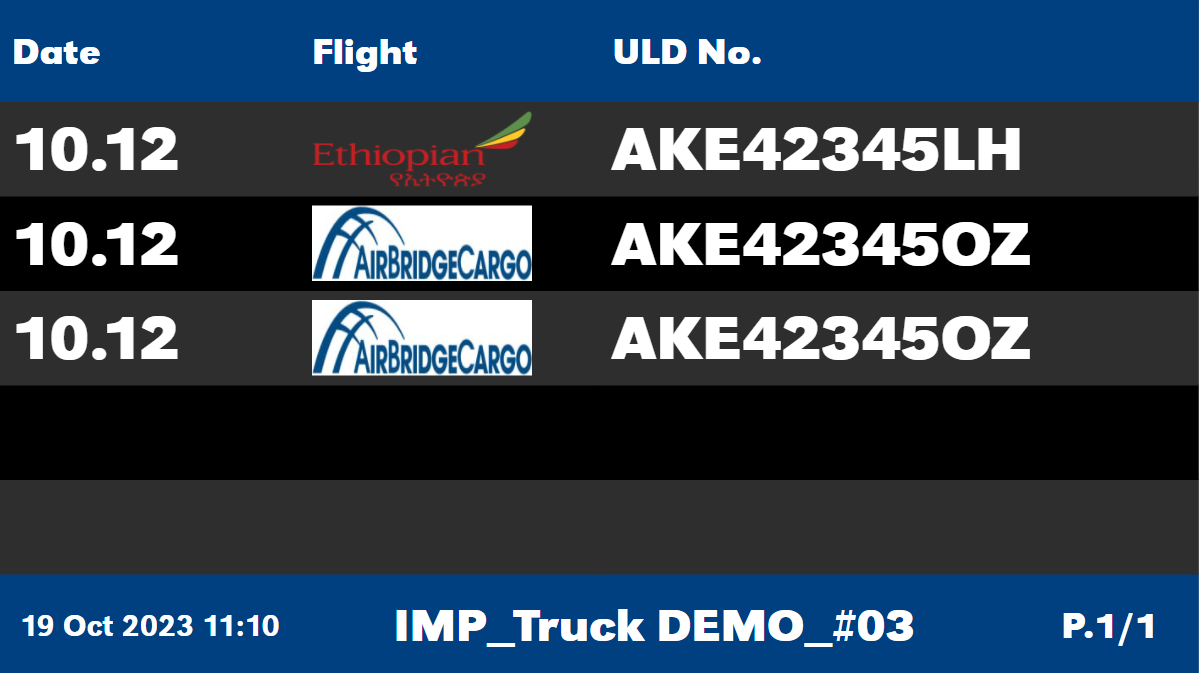 Date Flight ULD No.
10.12 Ethiopian AKE42345LH
የኢትዮጵያ
10.12 AIRBRIDGECARGO AKE42345OZ
10.12 AIRBRIDGECARGO AKE42345OZ
19 Oct 2023 11:10 IMP_Truck DEMO_#03 P.1/1